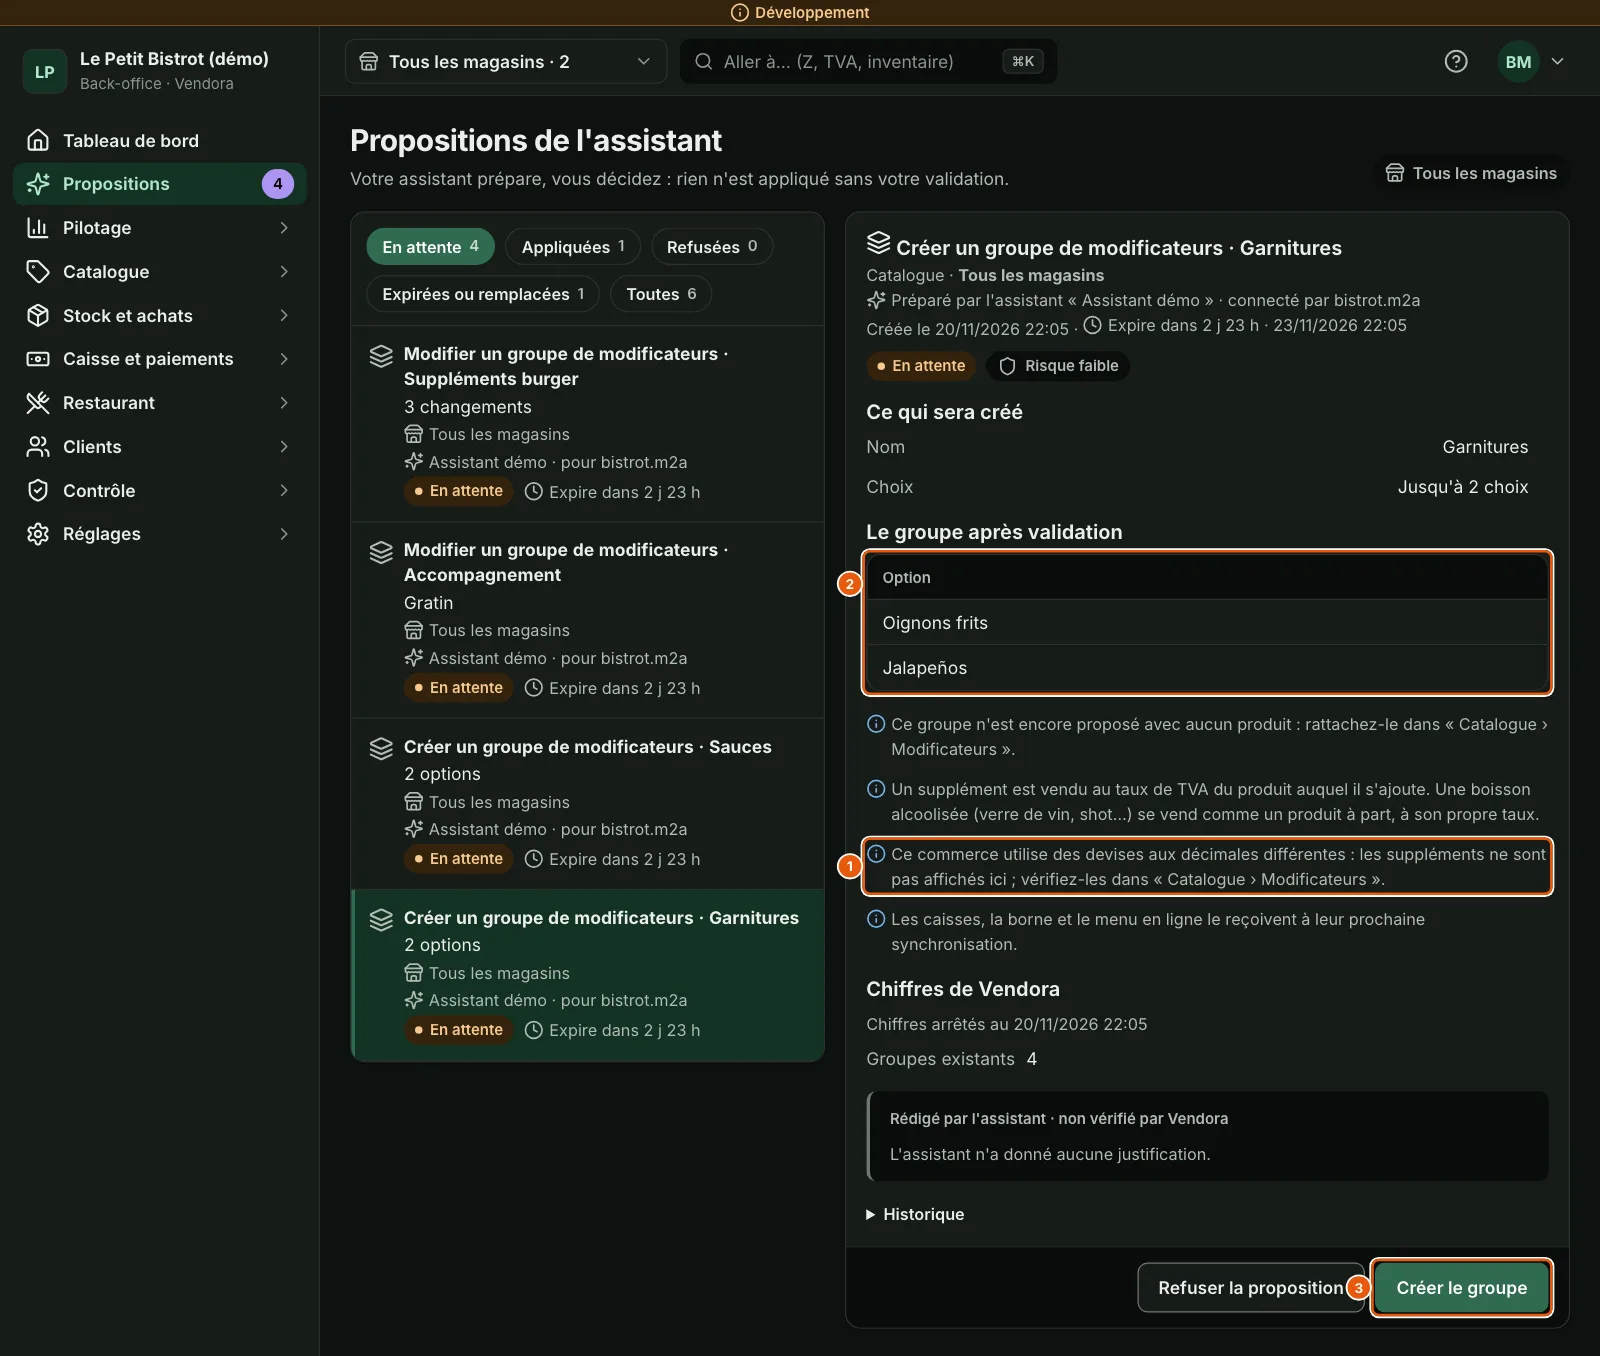 Développement
LP
Le Petit Bistrot (démo)
Back-office · Vendora
Tous les magasins · 2
Aller à... (Z, TVA, inventaire)
⌘K
BM
Tableau de bord
Propositions
4
Pilotage
Catalogue
Stock et achats
Caisse et paiements
Restaurant
Clients
Contrôle
Réglages
Propositions de l'assistant
Votre assistant prépare, vous décidez : rien n'est appliqué sans votre validation.
Tous les magasins
En attente 4
Appliquées 1
Refusées 0
Expirées ou remplacées 1
Toutes 6
Modifier un groupe de modificateurs ·
Suppléments burger
3 changements
Tous les magasins
Assistant démo · pour bistrot.m2a
En attente
Expire dans 2 j 23 h
Modifier un groupe de modificateurs ·
Accompagnement
Gratin
Tous les magasins
Assistant démo · pour bistrot.m2a
En attente
Expire dans 2 j 23 h
Créer un groupe de modificateurs · Sauces
2 options
Tous les magasins
Assistant démo · pour bistrot.m2a
En attente
Expire dans 2 j 23 h
Créer un groupe de modificateurs · Garnitures
2 options
Tous les magasins
Assistant démo · pour bistrot.m2a
En attente
Expire dans 2 j 23 h
Créer un groupe de modificateurs · Garnitures
Catalogue · Tous les magasins
Préparé par l'assistant « Assistant démo » · connecté par bistrot.m2a
Créée le 20/11/2026 22:05 · Expire dans 2 j 23 h · 23/11/2026 22:05
En attente
Risque faible
Ce qui sera créé
Nom
Garnitures
Choix
Jusqu'à 2 choix
Le groupe après validation
2
Option
Oignons frits
Jalapeños
Ce groupe n'est encore proposé avec aucun produit : rattachez-le dans « Catalogue ›
Modificateurs ».
Un supplément est vendu au taux de TVA du produit auquel il s'ajoute. Une boisson
alcoolisée (verre de vin, shot...) se vend comme un produit à part, à son propre taux.
1
Ce commerce utilise des devises aux décimales différentes : les suppléments ne sont
pas affichés ici ; vérifiez-les dans « Catalogue › Modificateurs ».
Les caisses, la borne et le menu en ligne le reçoivent à leur prochaine
synchronisation.
Chiffres de Vendora
Chiffres arrêtés au 20/11/2026 22:05
Groupes existants 4
Rédigé par l'assistant · non vérifié par Vendora
L'assistant n'a donné aucune justification.
Historique
Refuser la proposition
3
Créer le groupe